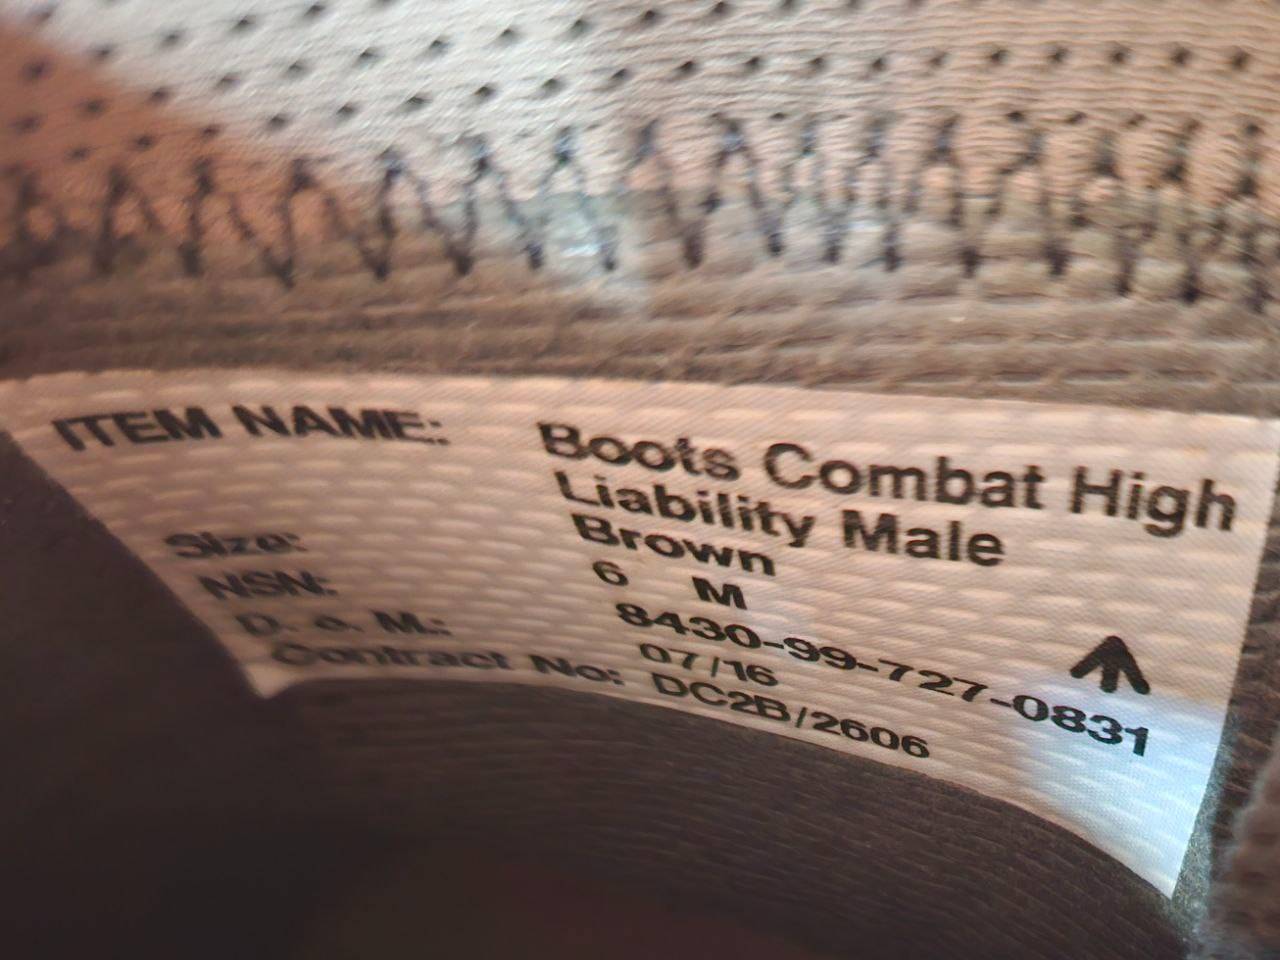 ITEM NAME: Boots Combat High
Liability Male
Brown
Size: 6 M
NSN: 8430-99-727-0831
D. o. M.: 07/16
Contract No: DC2B/2606